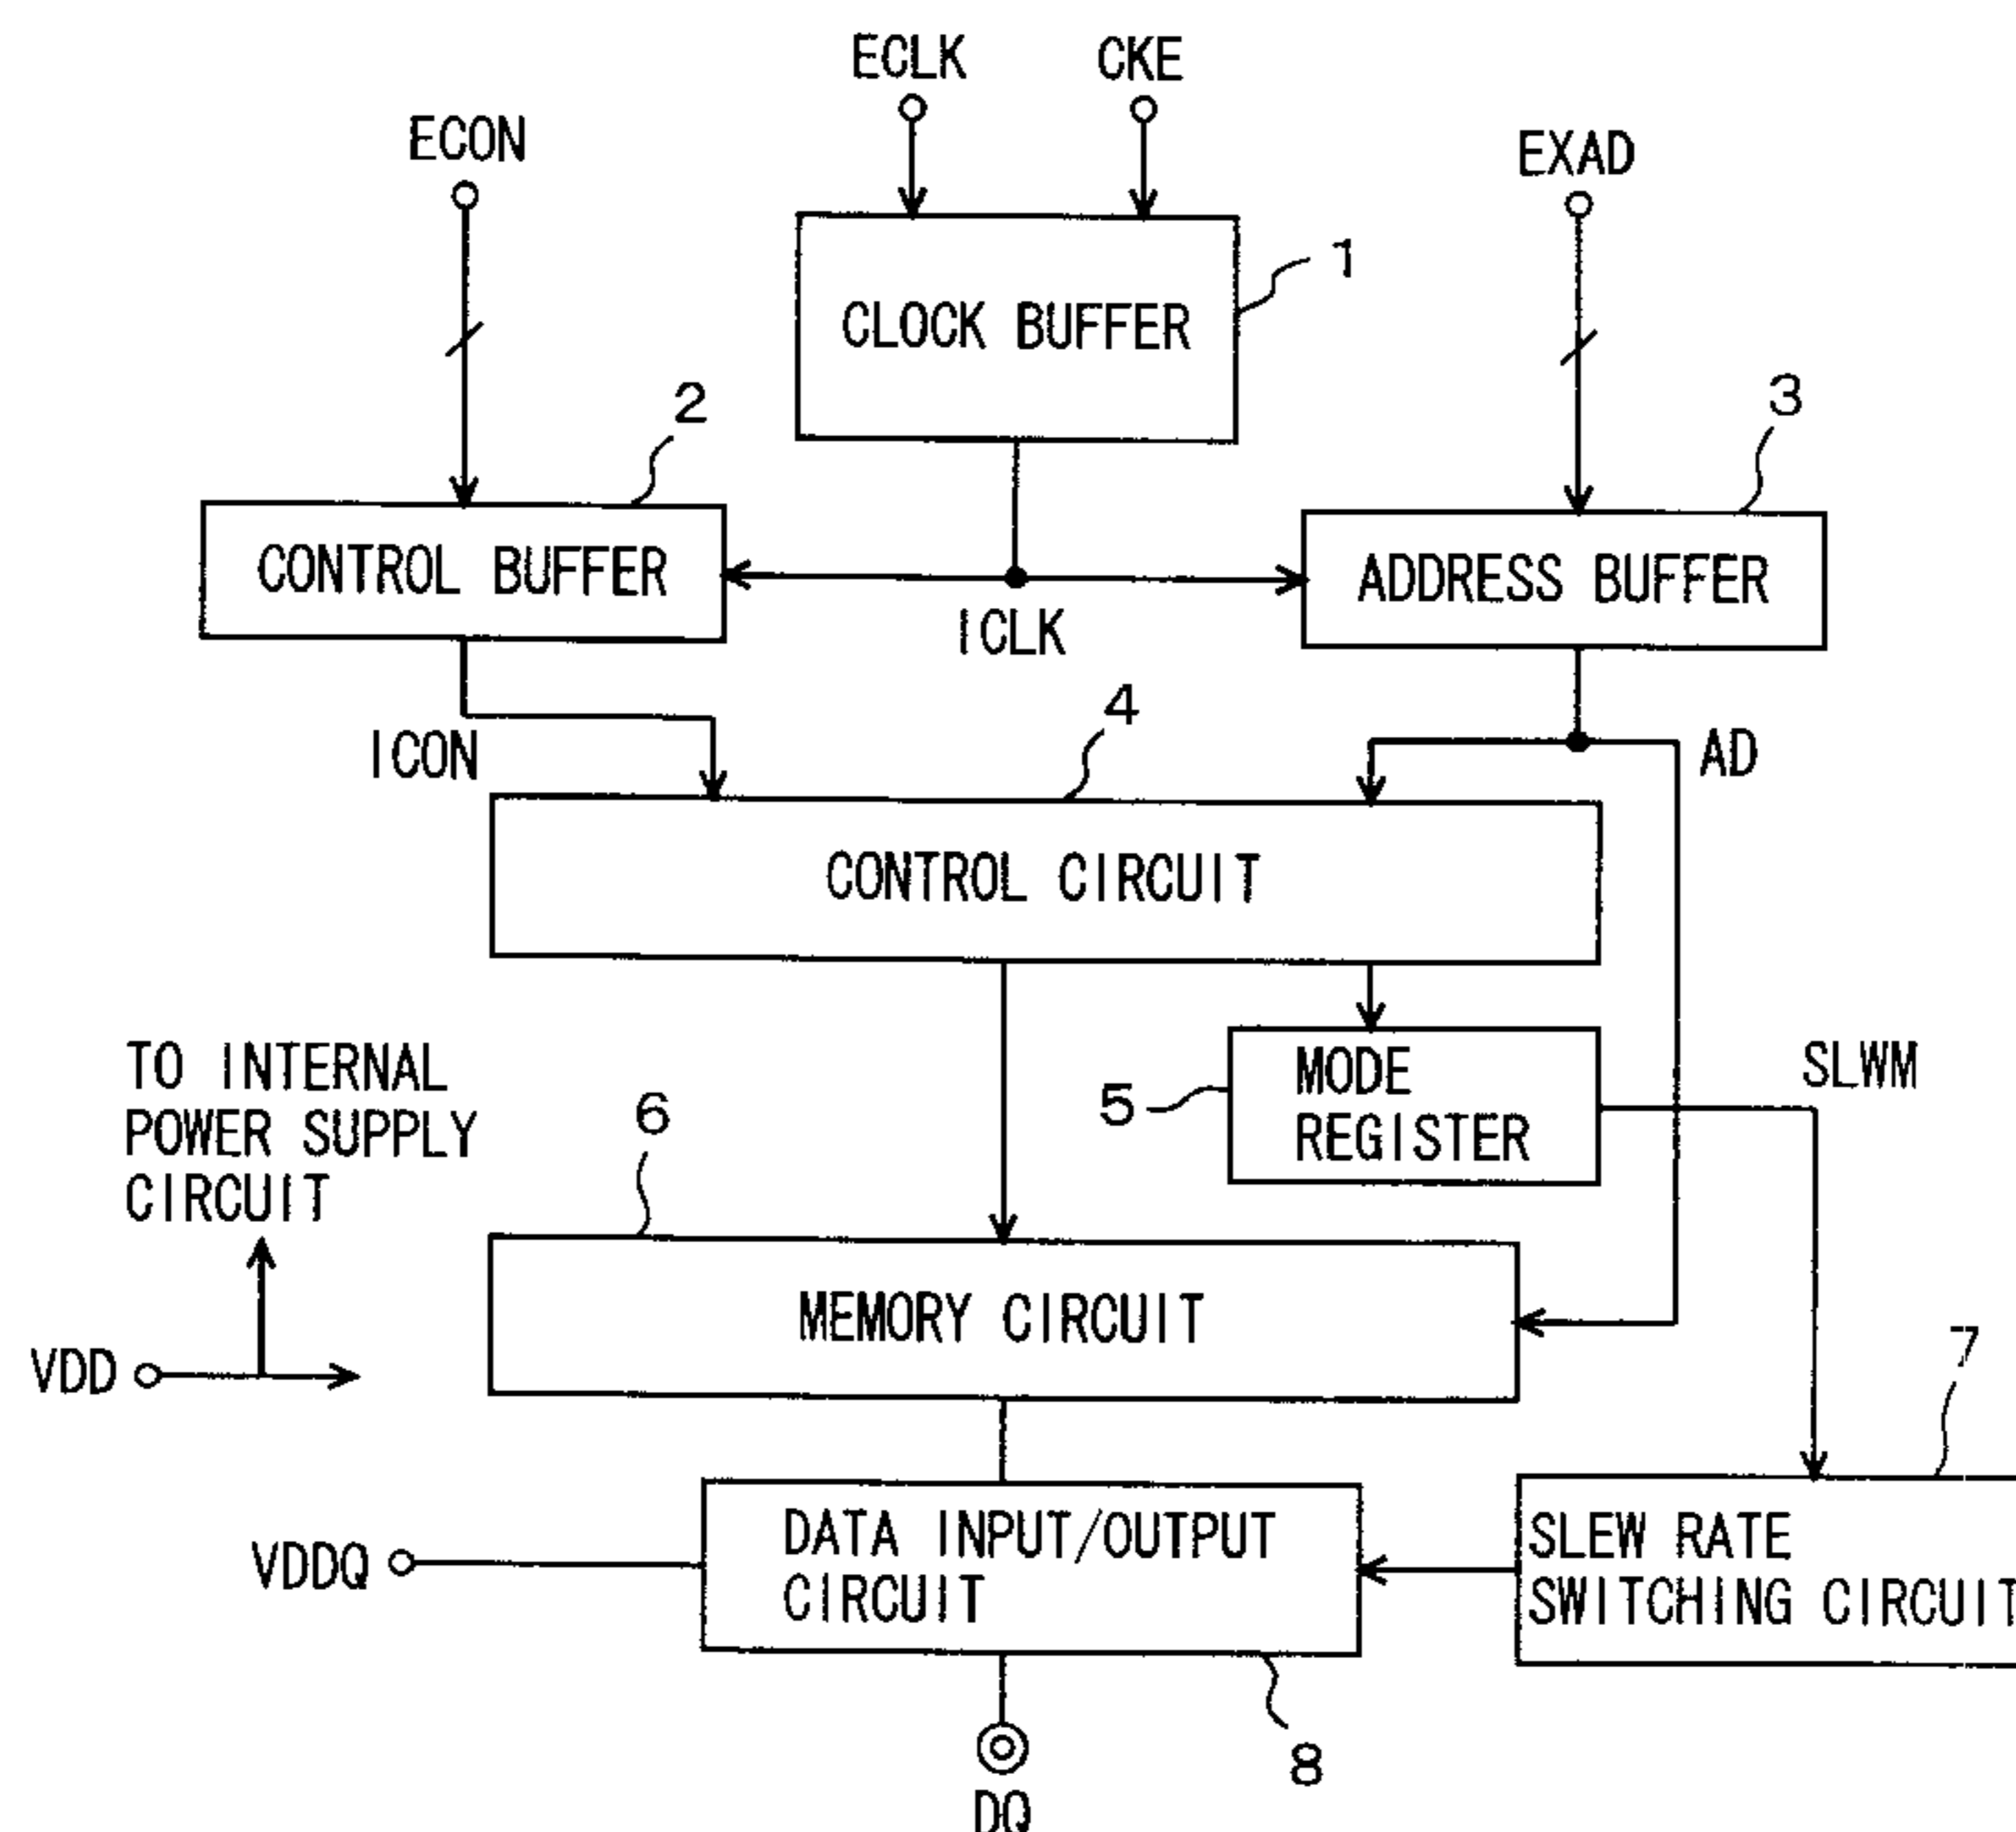 ECLK
CKE
ECON
EXAD
1
CLOCK BUFFER
2
3
CONTROL BUFFER
ADDRESS BUFFER
ICLK
4
ICON
AD
CONTROL CIRCUIT
TO INTERNAL
POWER SUPPLY
CIRCUIT
MODE
REGISTER
5
SLWM
6
MEMORY CIRCUIT
VDD
7
DATA INPUT/OUTPUT
CIRCUIT
SLEW RATE
SWITCHING CIRCUIT
VDDQ
8
DQ